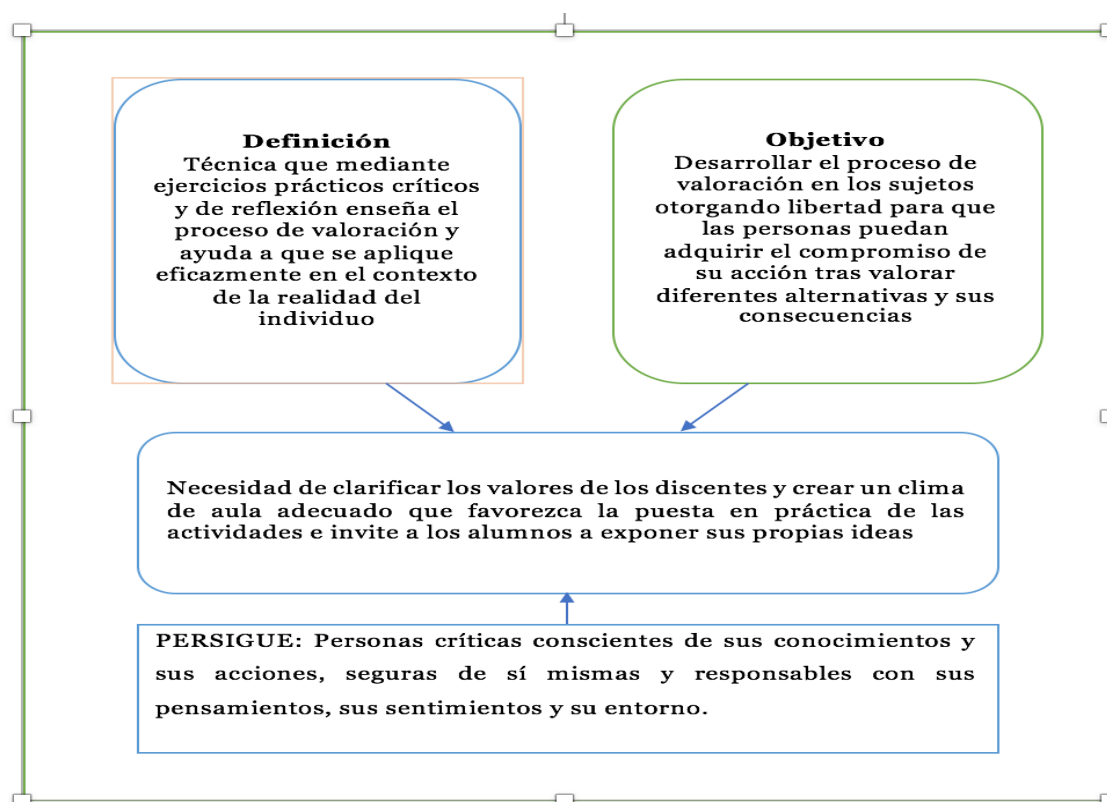 Definición
Técnica que mediante
ejercicios prácticos críticos
y de reflexión enseña el
proceso de valoración y
ayuda a que se aplique
eficazmente en el contexto
de la realidad del
individuo
Objetivo
Desarrollar el proceso de
valoración en los sujetos
otorgando libertad para que
las personas puedan
adquirir el compromiso de
su acción tras valorar
diferentes alternativas y sus
consecuencias
Necesidad de clarificar los valores de los discentes y crear un clima
de aula adecuado que favorezca la puesta en práctica de las
actividades e invite a los alumnos a exponer sus propias ideas
PERSIGUE: Personas críticas conscientes de sus conocimientos y
sus acciones, seguras de sí mismas y responsables con sus
pensamientos, sus sentimientos y su entorno.